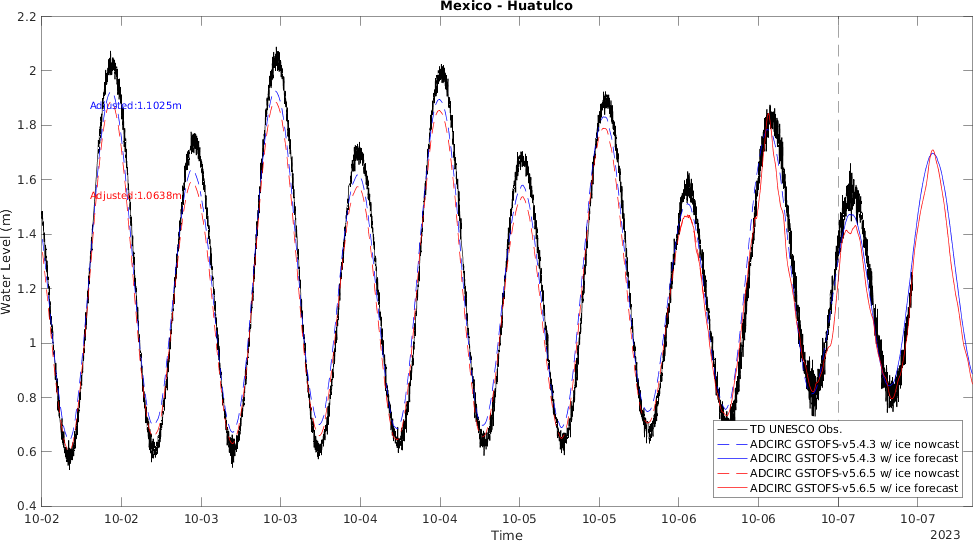 Mexico - Huatulco
2.2
2
1.8
1.6
1.4
1.2
1
0.8
0.6
0.4
Water Level (m)
Adjusted:1.1025m
Adjusted:1.0638m
TD UNESCO Obs.
ADCIRC GSTOFS-v5.4.3 w/ ice nowcast
ADCIRC GSTOFS-v5.4.3 w/ ice forecast
ADCIRC GSTOFS-v5.6.5 w/ ice nowcast
ADCIRC GSTOFS-v5.6.5 w/ ice forecast
10-02 10-02 10-03 10-03 10-04 10-04 10-05 10-05 10-06 10-06 10-07 10-07
Time
2023